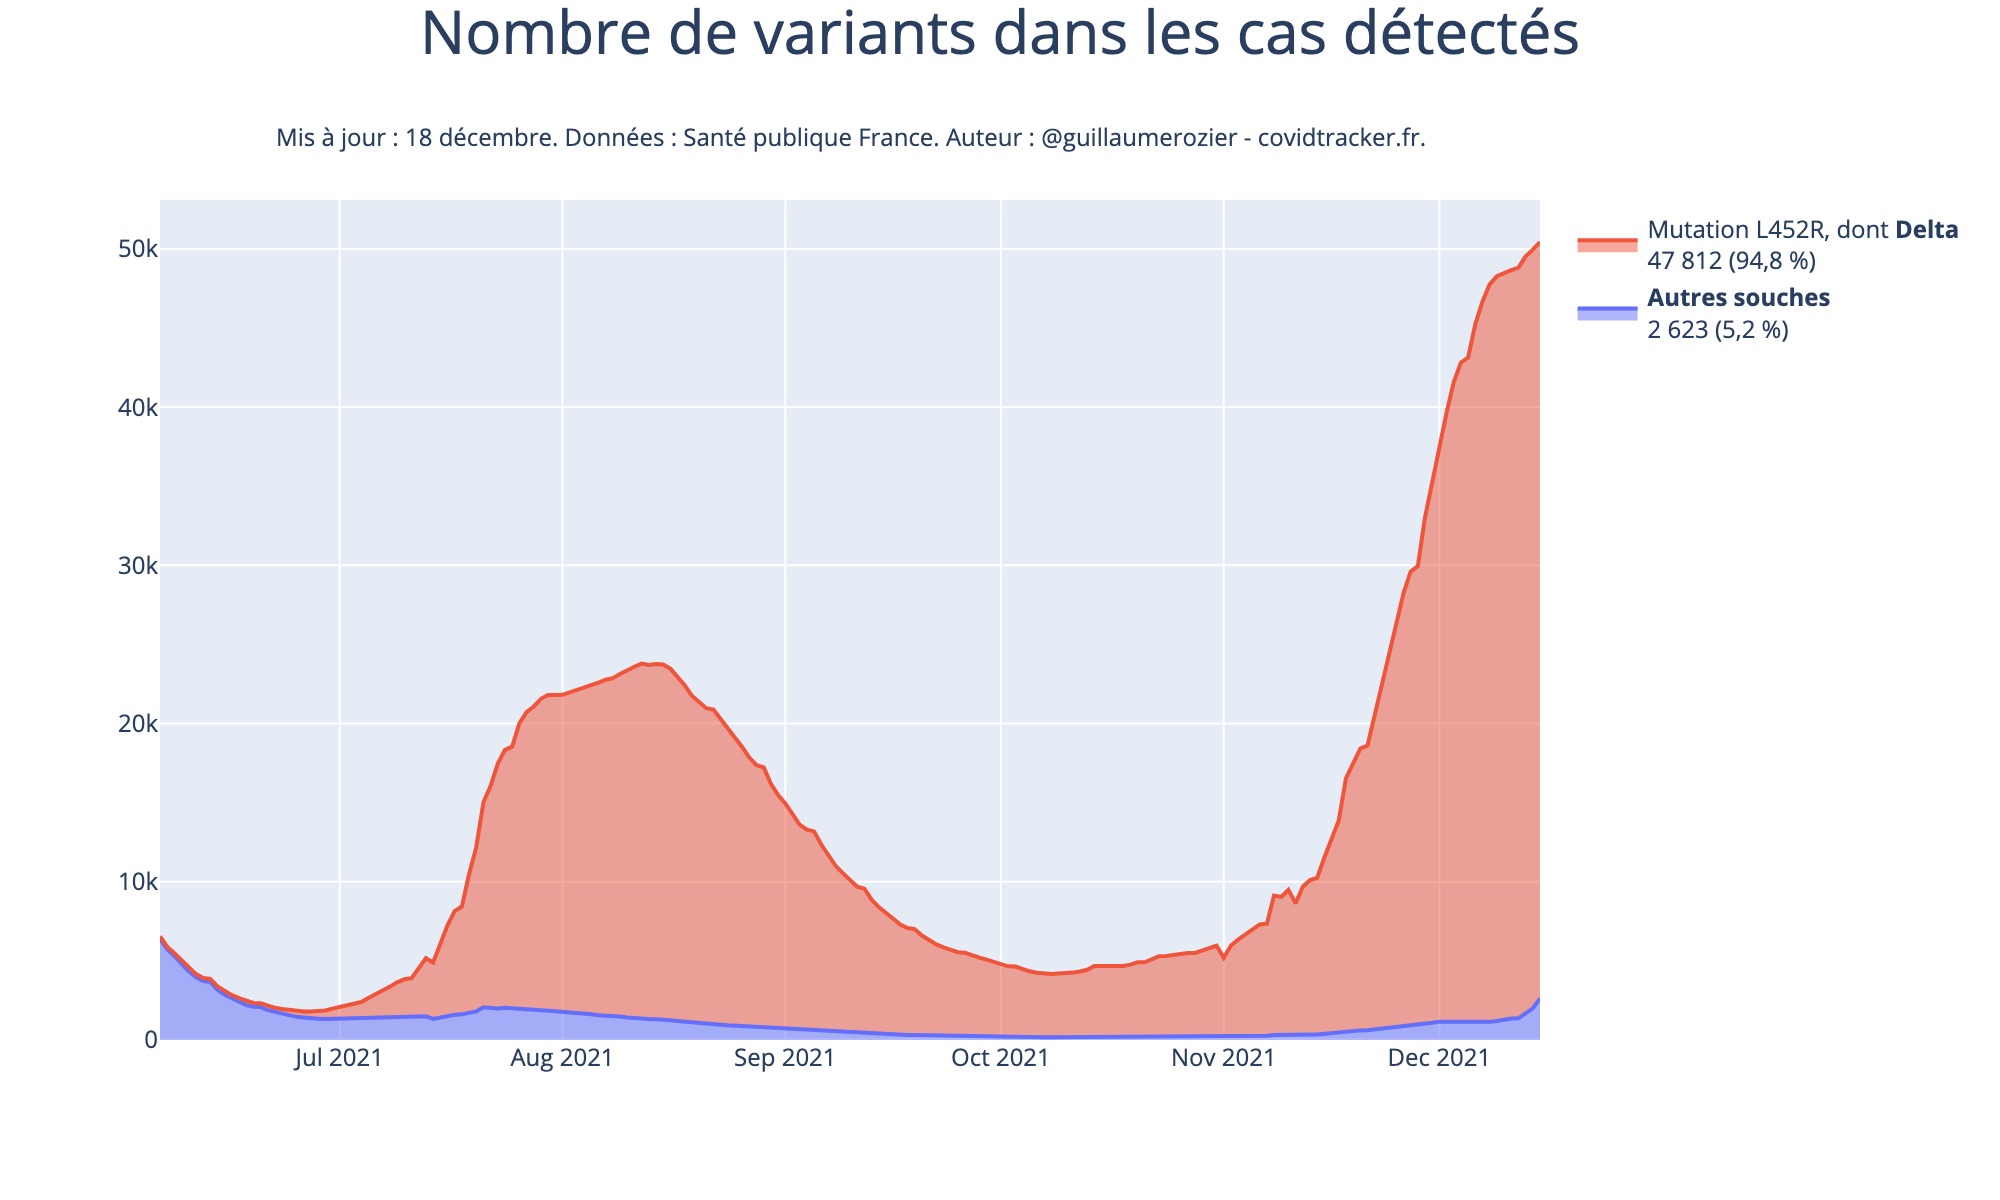 Nombre de variants dans les cas détectés
Mis à jour : 18 décembre. Données : Santé publique France. Auteur : @guillaumerozier - covidtracker.fr.
Mutation L452R, dont Delta
47 812 (94,8 %)
Autres souches
2 623 (5,2 %)
50k
40k
30k
20k
10k
0
Jul 2021 Aug 2021 Sep 2021 Oct 2021 Nov 2021 Dec 2021